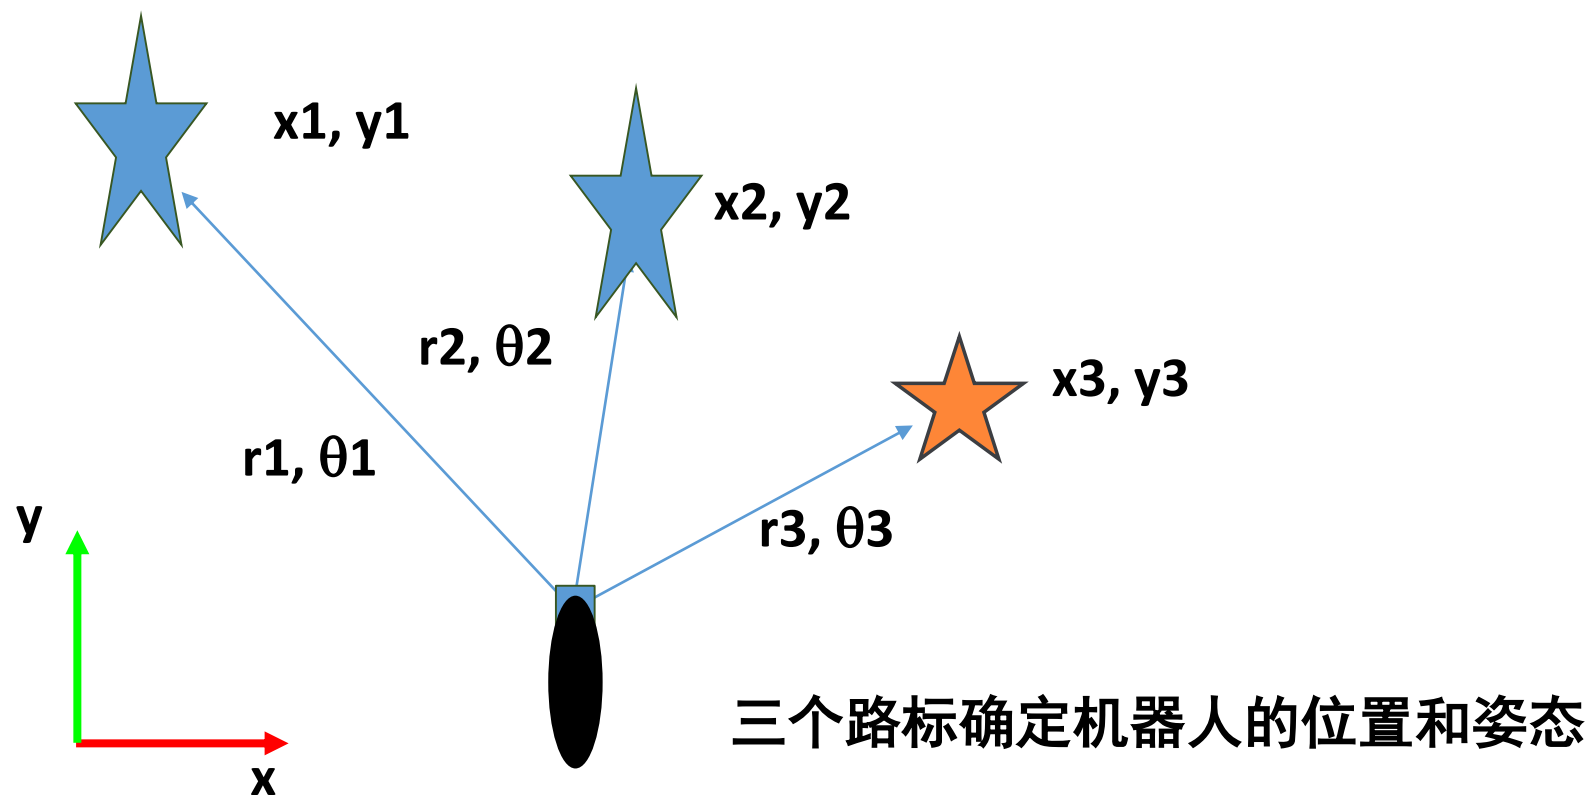 x1, y1
x2, y2
r2, θ2
x3, y3
r1, θ1
y
r3, θ3
三个路标确定机器人的位置和姿态
x